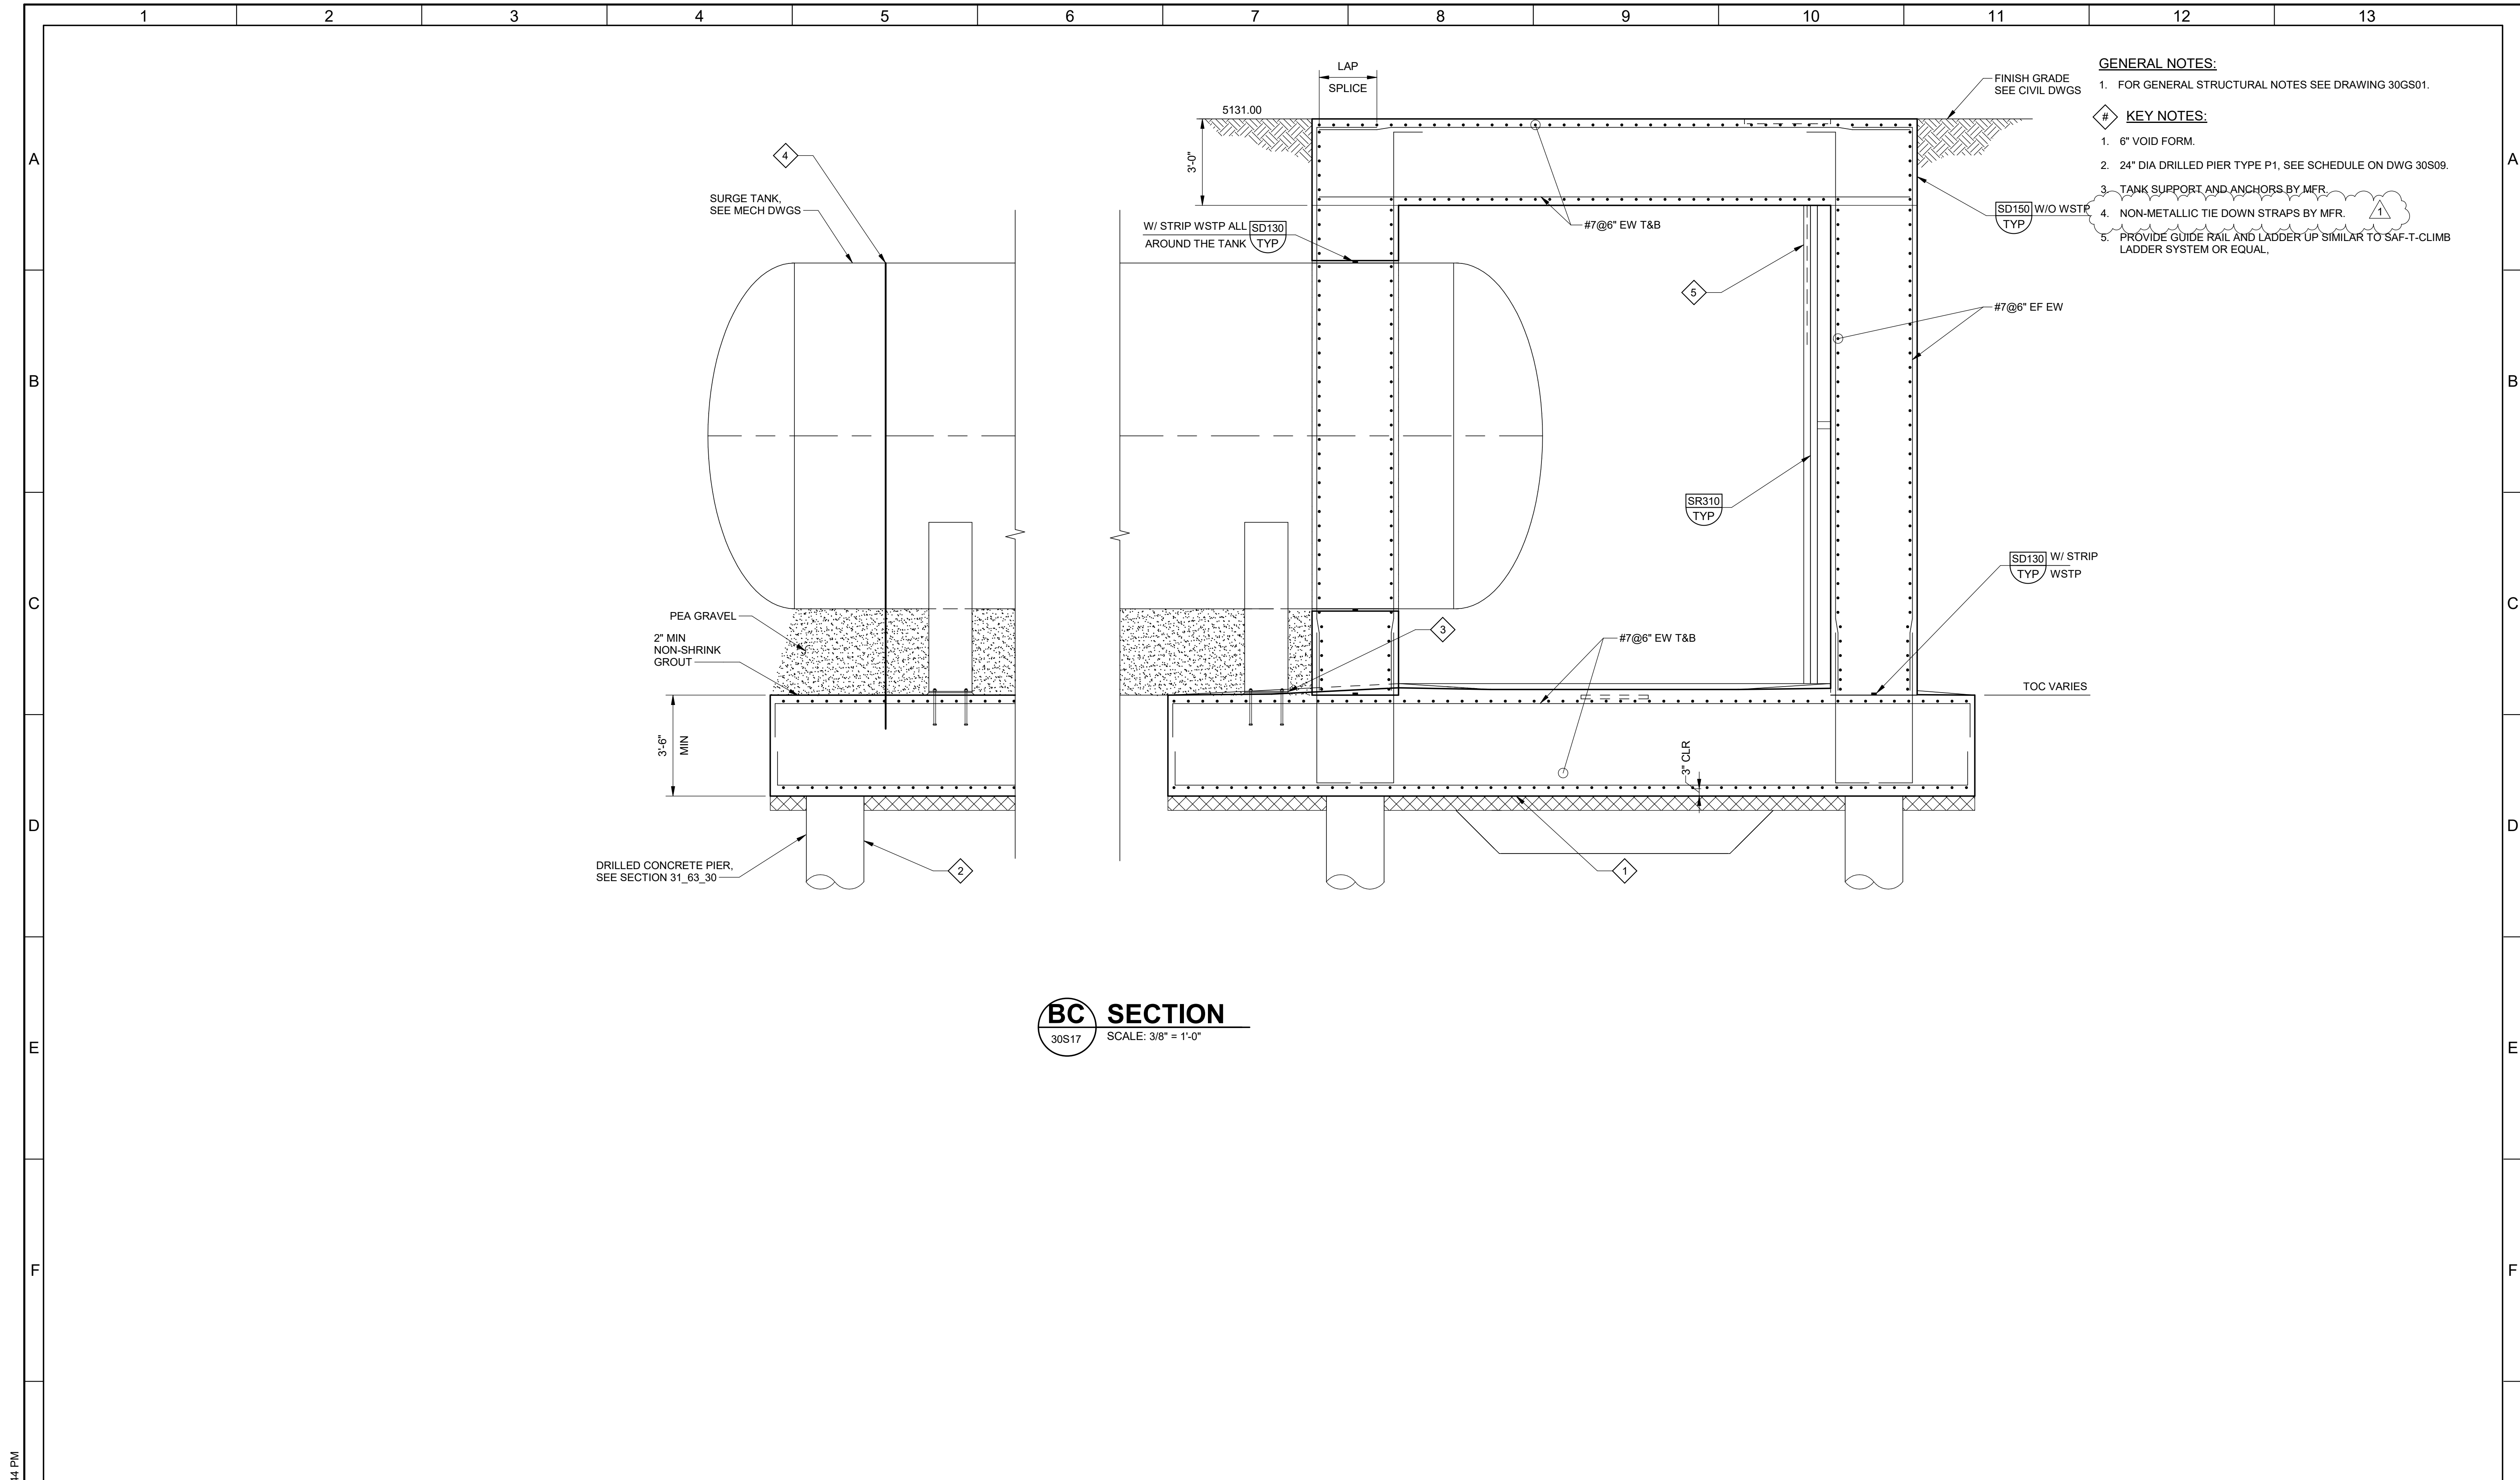 1 2 3 4 5 6 7 8 9 10 11 12 13
A
B
C
D
E
F
A
B
C
D
E
F
GENERAL NOTES:
1. FOR GENERAL STRUCTURAL NOTES SEE DRAWING 30GS01.
# KEY NOTES:
1. 6" VOID FORM.
2. 24" DIA DRILLED PIER TYPE P1, SEE SCHEDULE ON DWG 30S09.
3. TANK SUPPORT AND ANCHORS BY MFR.
4. NON-METALLIC TIE DOWN STRAPS BY MFR. 1
5. PROVIDE GUIDE RAIL AND LADDER UP SIMILAR TO SAF-T-CLIMB
LADDER SYSTEM OR EQUAL,
LAP
SPLICE
5131.00
FINISH GRADE
SEE CIVIL DWGS
3'-0"
4
SURGE TANK,
SEE MECH DWGS
W/ STRIP WSTP ALL
AROUND THE TANK
SD130
TYP
#7@6" EW T&B
SD150
TYP
W/O WSTP
5
#7@6" EF EW
SR310
TYP
SD130
TYP
W/ STRIP
WSTP
PEA GRAVEL
2" MIN
NON-SHRINK
GROUT
3
#7@6" EW T&B
TOC VARIES
3'-6"
MIN
3" CLR
DRILLED CONCRETE PIER,
SEE SECTION 31_63_30
2
1
BC
30S17
SECTION
SCALE: 3/8" = 1'-0"
PM